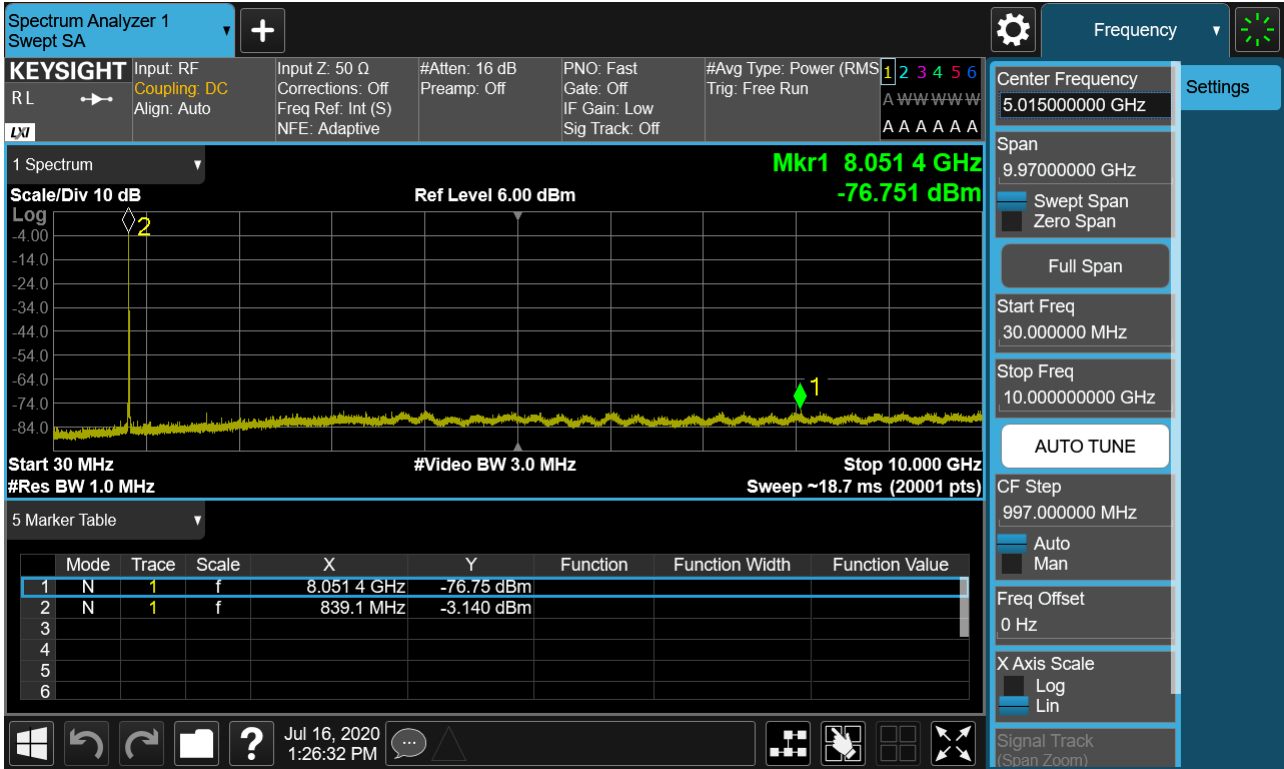 Spectrum Analyzer 1
Swept SA
+
Frequency
KEYSIGHT
R L
LXI
Input: RF
Coupling: DC
Align: Auto
Input Z: 50 Ω
Corrections: Off
Freq Ref: Int (S)
NFE: Adaptive
#Atten: 16 dB
Preamp: Off
PNO: Fast
Gate: Off
IF Gain: Low
Sig Track: Off
#Avg Type: Power (RMS
Trig: Free Run
1 2 3 4 5 6
A W W W W W
A A A A A A
1 Spectrum
Mkr1 8.051 4 GHz
-76.751 dBm
Scale/Div 10 dB
Ref Level 6.00 dBm
Log
-4.00
-14.0
-24.0
-34.0
-44.0
-54.0
-64.0
-74.0
-84.0
2
1
Start 30 MHz
#Video BW 3.0 MHz
Stop 10.000 GHz
#Res BW 1.0 MHz
Sweep ~18.7 ms (20001 pts)
5 Marker Table
Mode Trace Scale X Y Function Function Width Function Value
1 N 1 f 8.051 4 GHz -76.75 dBm
2 N 1 f 839.1 MHz -3.140 dBm
3
4
5
6
Center Frequency
5.015000000 GHz
Settings
Span
9.97000000 GHz
Swept Span
Zero Span
Full Span
Start Freq
30.000000 MHz
Stop Freq
10.000000000 GHz
AUTO TUNE
CF Step
997.000000 MHz
Auto
Man
Freq Offset
0 Hz
X Axis Scale
Log
Lin
Signal Track
(Span Zoom)
?
Jul 16, 2020
1:26:32 PM